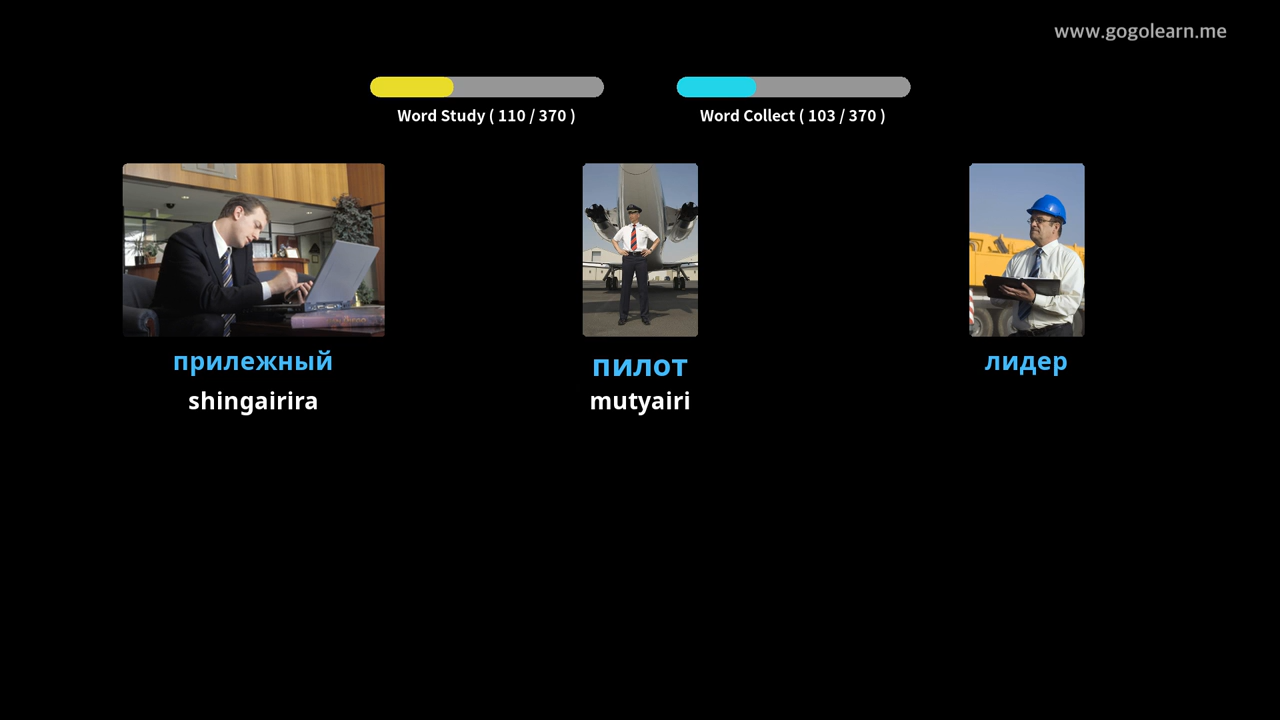 www.gogolearn.me
Word Study ( 110 / 370 )
Word Collect ( 103 / 370 )
прилежный
shingairira
пилот
mutyairi
лидер